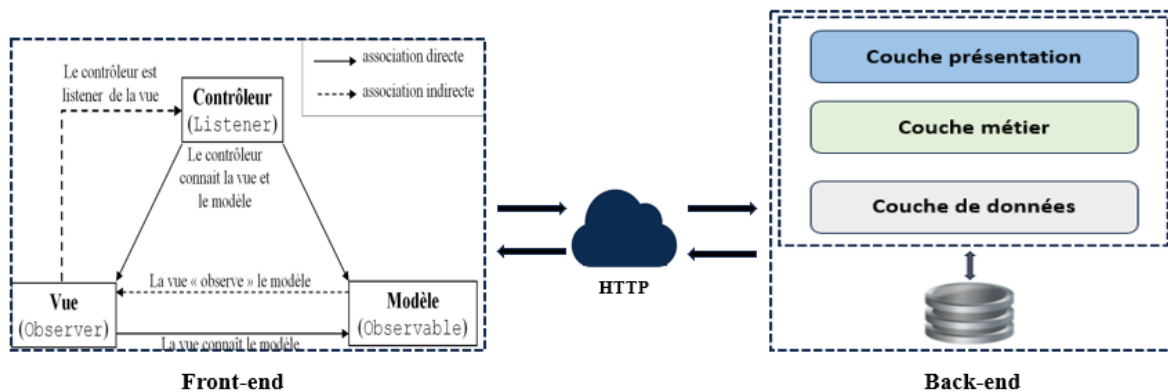 association directe
association indirecte
Le contrôleur est
listener de la vue
Contrôleur
(Listener)
Le contrôleur
connait la vue et
le modèle
La vue « observe » le modèle
Vue
(Observer)
Modèle
(Observable)
La vue connaît le modèle
Front-end
HTTP
Couche présentation
Couche métier
Couche de données
Back-end